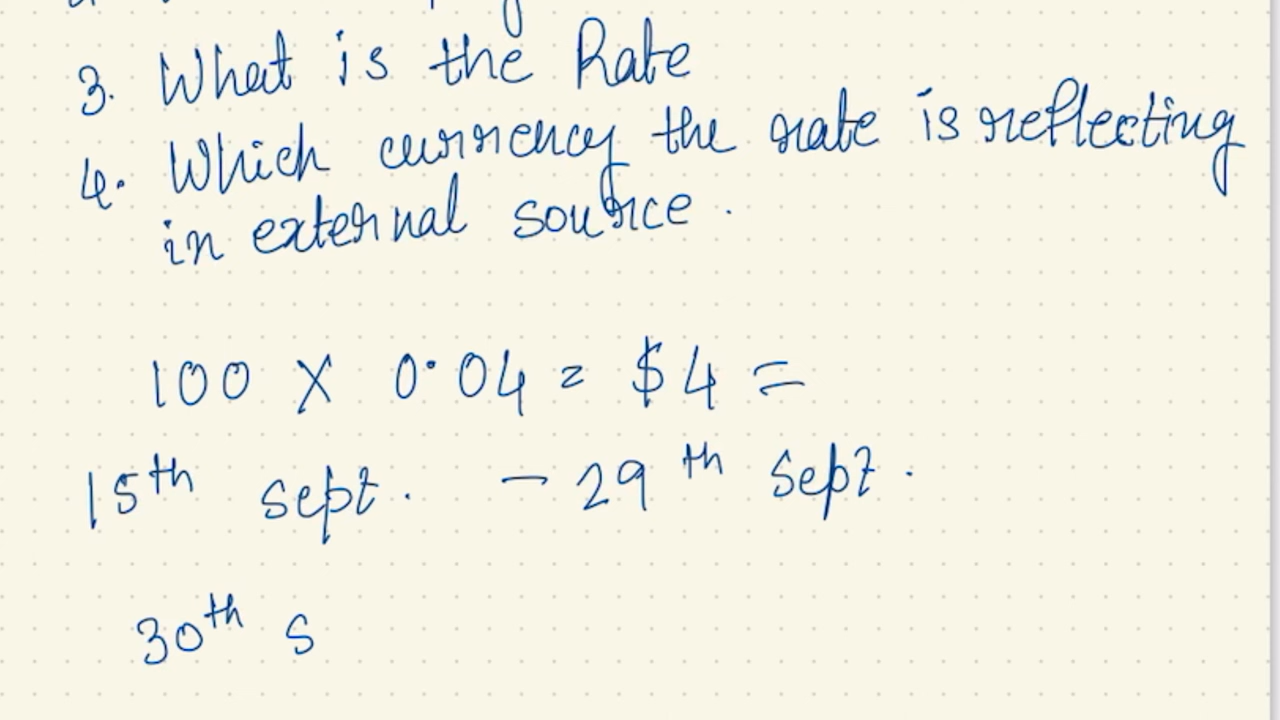 3. What is the Rate
4. Which currency the rate is reflecting
in external source.
100 X 0.04 = $4 =
15th sept. - 29th sept.
30th s